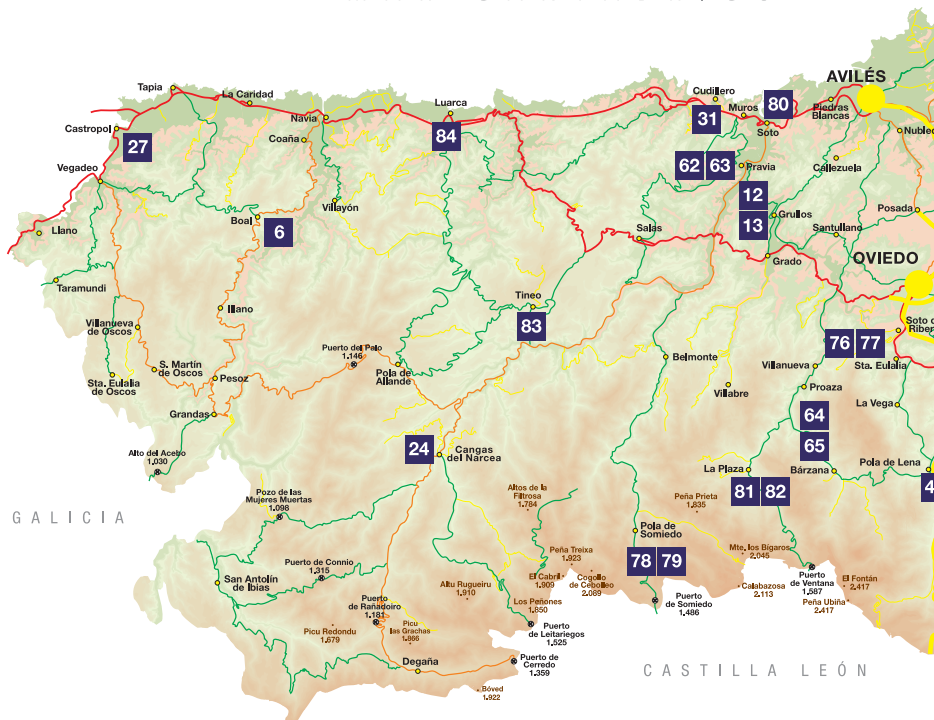 AVILÉS
Tapia
La Caridad
Cudillero
Luarca
Muros
80
Piedras
Blancas
Navia
31
Castropol
Soto
84
27
Coaña
62 63
Pravia
Callezuela
Vegadeo
12
Villayón
Boal
6
13
Grullos
Posada
Llano
Salas
Santullano
Grado
OVIEDO
Taramundi
Illano
Tineo
83
Villanueva
de Oscos
Soto de
76 77
Puerto del Palo
1.146
Belmonte
S. Martín
de Oscos
Pola de
Allande
Villanueva
Sta. Eulalia
Sta. Eulalia
de Oscos
Pesoz
Villabre
Proaza
Grandas
64
La Vega
24
Cangas
del Narcea
65
Alto del Acebo
1.030
La Plaza
Bárzana
Pola de Lena
4
Pozo de las
Mujeres Muertas
1.098
Altos de la
Filtrosa
1.784
81 82
Peña Prieta
1.835
GALICIA
Pola de
Somiedo
Mte. los Bígaros
2.045
Peña Treixa
1.923
78 79
Puerto de Connio
1.315
El Cabril
1.909
Cogollo
de Cebolleo
2.089
Puerto
de Ventana
1.587
San Antolín
de Ibias
Altu Rugueiru
1.910
Calabazosa
2.113
El Fontán
2.417
Puerto
de Rañadoiro
1.181
Los Peñones
1.850
Puerto
de Somiedo
1.486
Peña Ubiña
2.417
Picu Redondu
1.679
Picu
las Grachas
1.866
Puerto
de Leitariegos
1.525
Degaña
Puerto de
Cerredo
1.359
CASTILLA LEÓN
Bóved
1.922